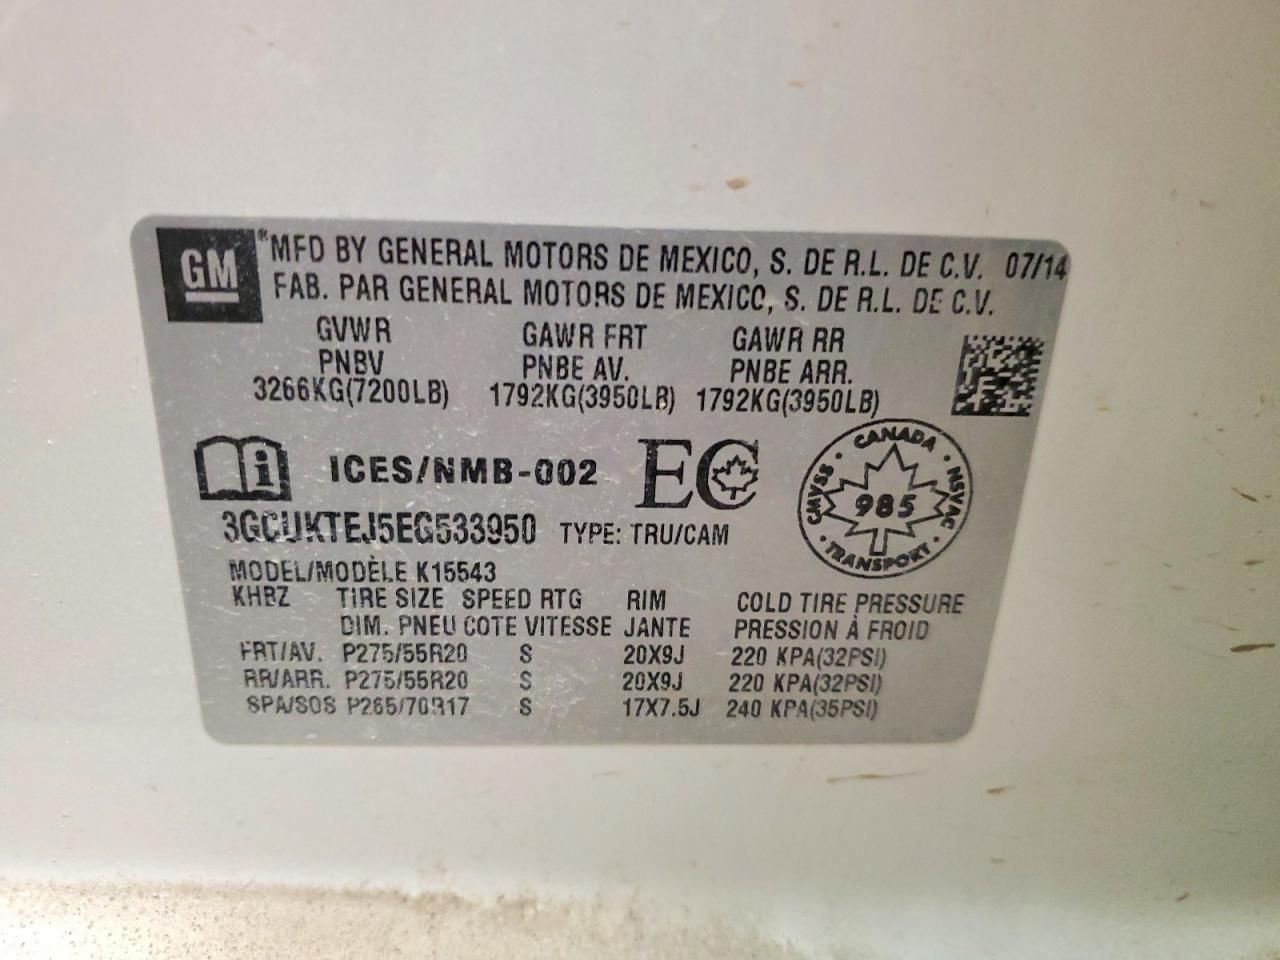 GM
MFD BY GENERAL MOTORS DE MEXICO, S. DE R.L. DE C.V. 07/14
FAB. PAR GENERAL MOTORS DE MEXICO, S. DE R.L. DE C.V.
GVWR GAWR FRT GAWR RR
PNBV PNBE AV. PNBE ARR.
3266KG(7200LB) 1792KG(3950LB) 1792KG(3950LB)
i ICES/NMB-002 EC
CANADA
CMVSS 985 NSVAC
TRANSPORT
3GCUKTEJ5EG533950 TYPE: TRU/CAM
MODEL/MODÈLE K15543
KHBZ TIRE SIZE SPEED RTG RIM COLD TIRE PRESSURE
DIM. PNEU COTE VITESSE JANTE PRESSION À FROID
FRT/AV. P275/55R20 S 20X9J 220 KPA(32PSI)
RR/ARR. P275/55R20 S 20X9J 220 KPA(32PSI)
SPA/SOS P265/70R17 S 17X7.5J 240 KPA(35PSI)